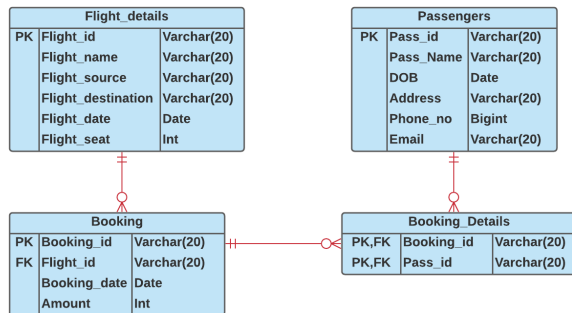 Flight_details
PK Flight_id Varchar(20)
Flight_name Varchar(20)
Flight_source Varchar(20)
Flight_destination Varchar(20)
Flight_date Date
Flight_seat Int
Passengers
PK Pass_id Varchar(20)
Pass_Name Varchar(20)
DOB Date
Address Varchar(20)
Phone_no Bigint
Email Varchar(20)
Booking
PK Booking_id Varchar(20)
FK Flight_id Varchar(20)
Booking_date Date
Amount Int
Booking_Details
PK,FK Booking_id Varchar(20)
PK,FK Pass_id Varchar(20)